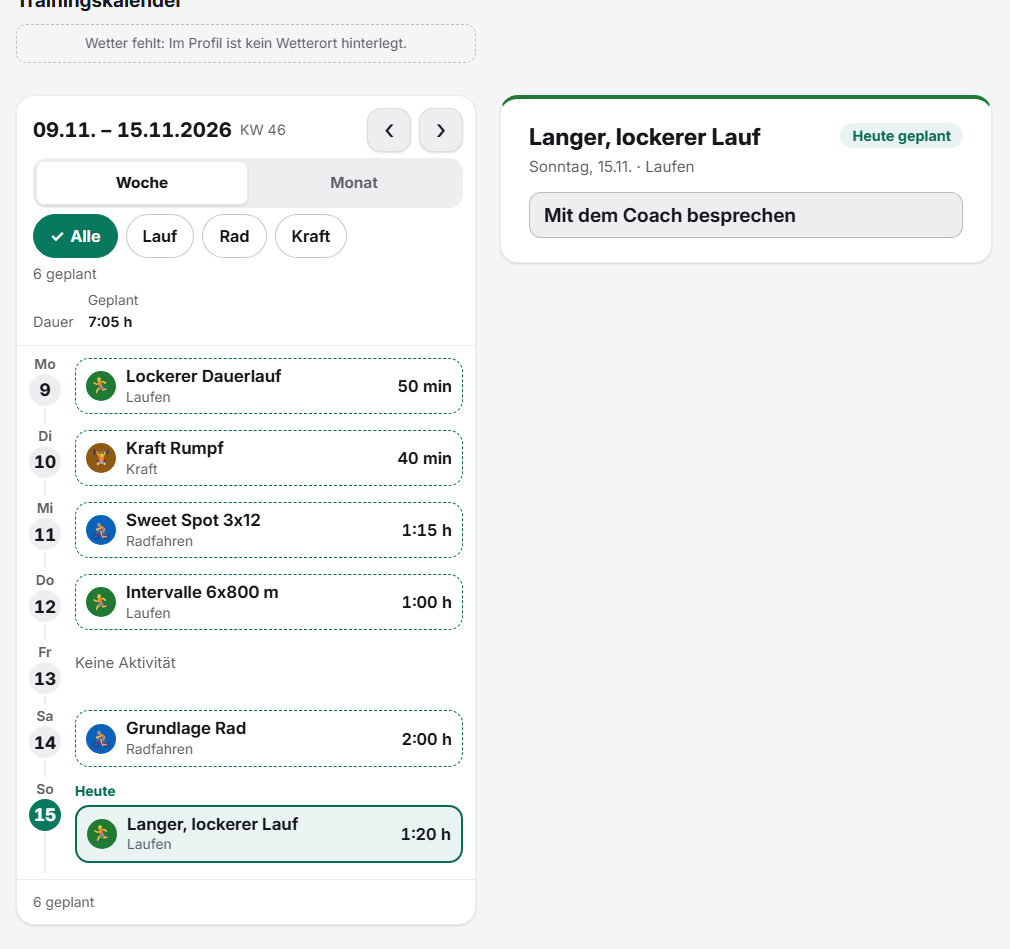 Trainingskalender
Wetter fehlt: Im Profil ist kein Wetterort hinterlegt.
09.11. – 15.11.2026 KW 46
‹ ›
Woche Monat
✓ Alle Lauf Rad Kraft
6 geplant
Geplant
Dauer 7:05 h
Mo
9
Lockerer Dauerlauf
Laufen
50 min
Di
10
Kraft Rumpf
Kraft
40 min
Mi
11
Sweet Spot 3x12
Radfahren
1:15 h
Do
12
Intervalle 6x800 m
Laufen
1:00 h
Fr
13
Keine Aktivität
Sa
14
Grundlage Rad
Radfahren
2:00 h
So
15
Heute
Langer, lockerer Lauf
Laufen
1:20 h
6 geplant
Langer, lockerer Lauf
Heute geplant
Sonntag, 15.11. · Laufen
Mit dem Coach besprechen